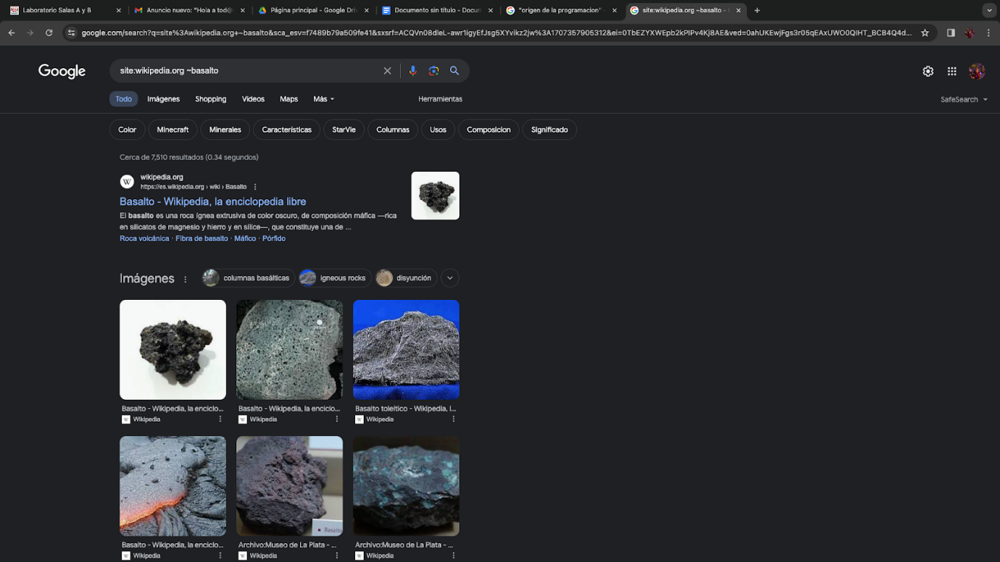 Laboratorio Salas A y B
Anuncio nuevo: "Hola a tod@
Página principal - Google Driv
Documento sin título - Docum
"origen de la programacion" -
site:wikipedia.org ~basalto -
google.com/search?q=site%3Awikipedia.org+~basalto&sca_esv=f7489b79a509fe41&sxsrf=ACQVn08dleL-awr1igyEfJsg5XYvikz2jw%3A1707357905312&ei=0TbEZYXWEpb2kPIPv4Kj8AE&ved=0ahUKEwjFgs3r05qEAxUWO0QIHT_BCB4Q4d...
Google
site:wikipedia.org ~basalto
Todo Imágenes Shopping Videos Maps Más Herramientas
SafeSearch
Color Minecraft Minerales Características StarVie Columnas Usos Composicion Significado
Cerca de 7,510 resultados (0.34 segundos)
W wikipedia.org
https://es.wikipedia.org › wiki › Basalto
Basalto - Wikipedia, la enciclopedia libre
El basalto es una roca ígnea extrusiva de color oscuro, de composición máfica —rica
en silicatos de magnesio y hierro y en sílice—, que constituye una de ...
Roca volcánica · Fibra de basalto · Máfico · Pórfido
Imágenes columnas basálticas igneous rocks disyunción
Basalto - Wikipedia, la enciclo...
W Wikipedia
Basalto - Wikipedia, la enciclo...
W Wikipedia
Basalto toleítico - Wikipedia, l...
W Wikipedia
Basalto
Basalto - Wikipedia, la enciclo...
W Wikipedia
Archivo:Museo de La Plata - ...
W Wikipedia
Archivo:Museo de La Plata - ...
W Wikipedia